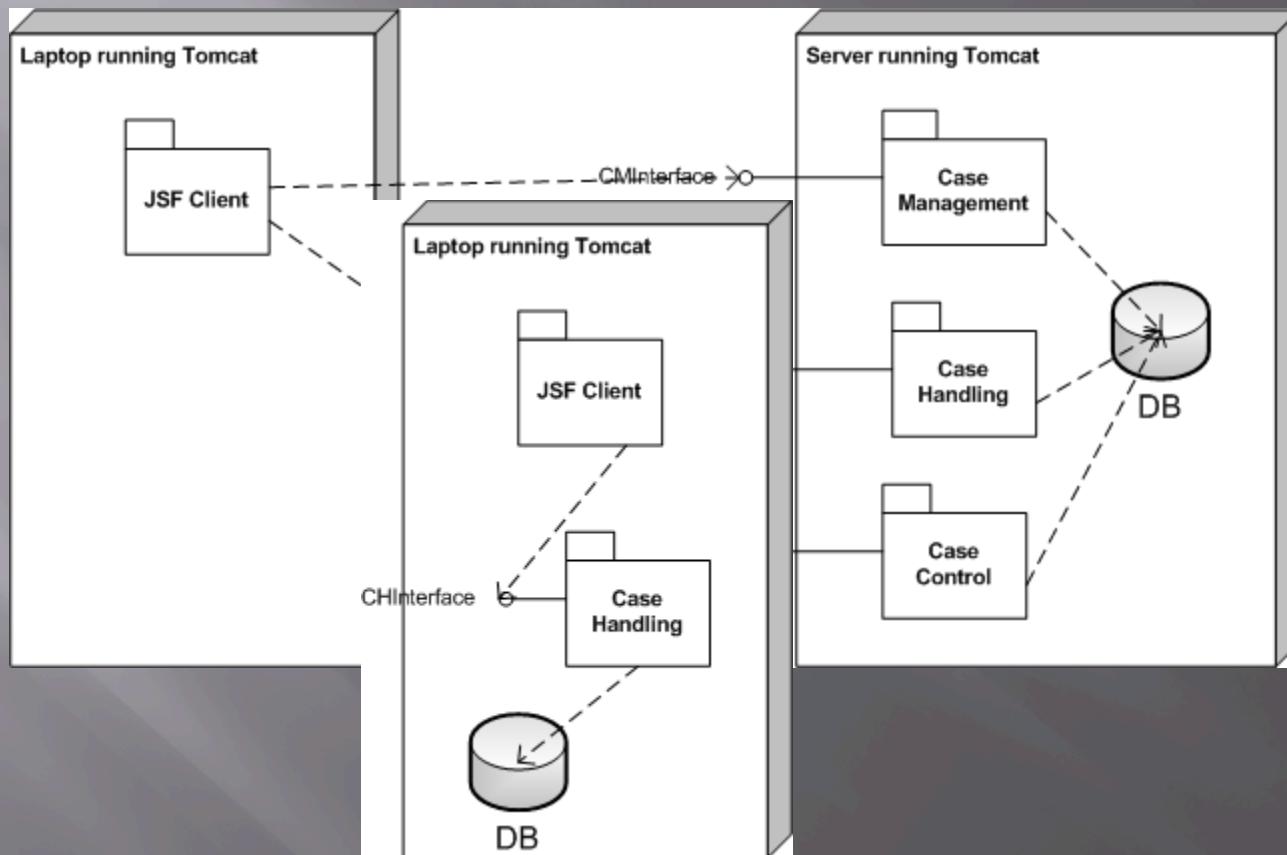 Laptop running Tomcat
JSF Client
CMInterface
Server running Tomcat
Case
Management
Case
Handling
DB
Case
Control
Laptop running Tomcat
JSF Client
CHInterface
Case
Handling
DB